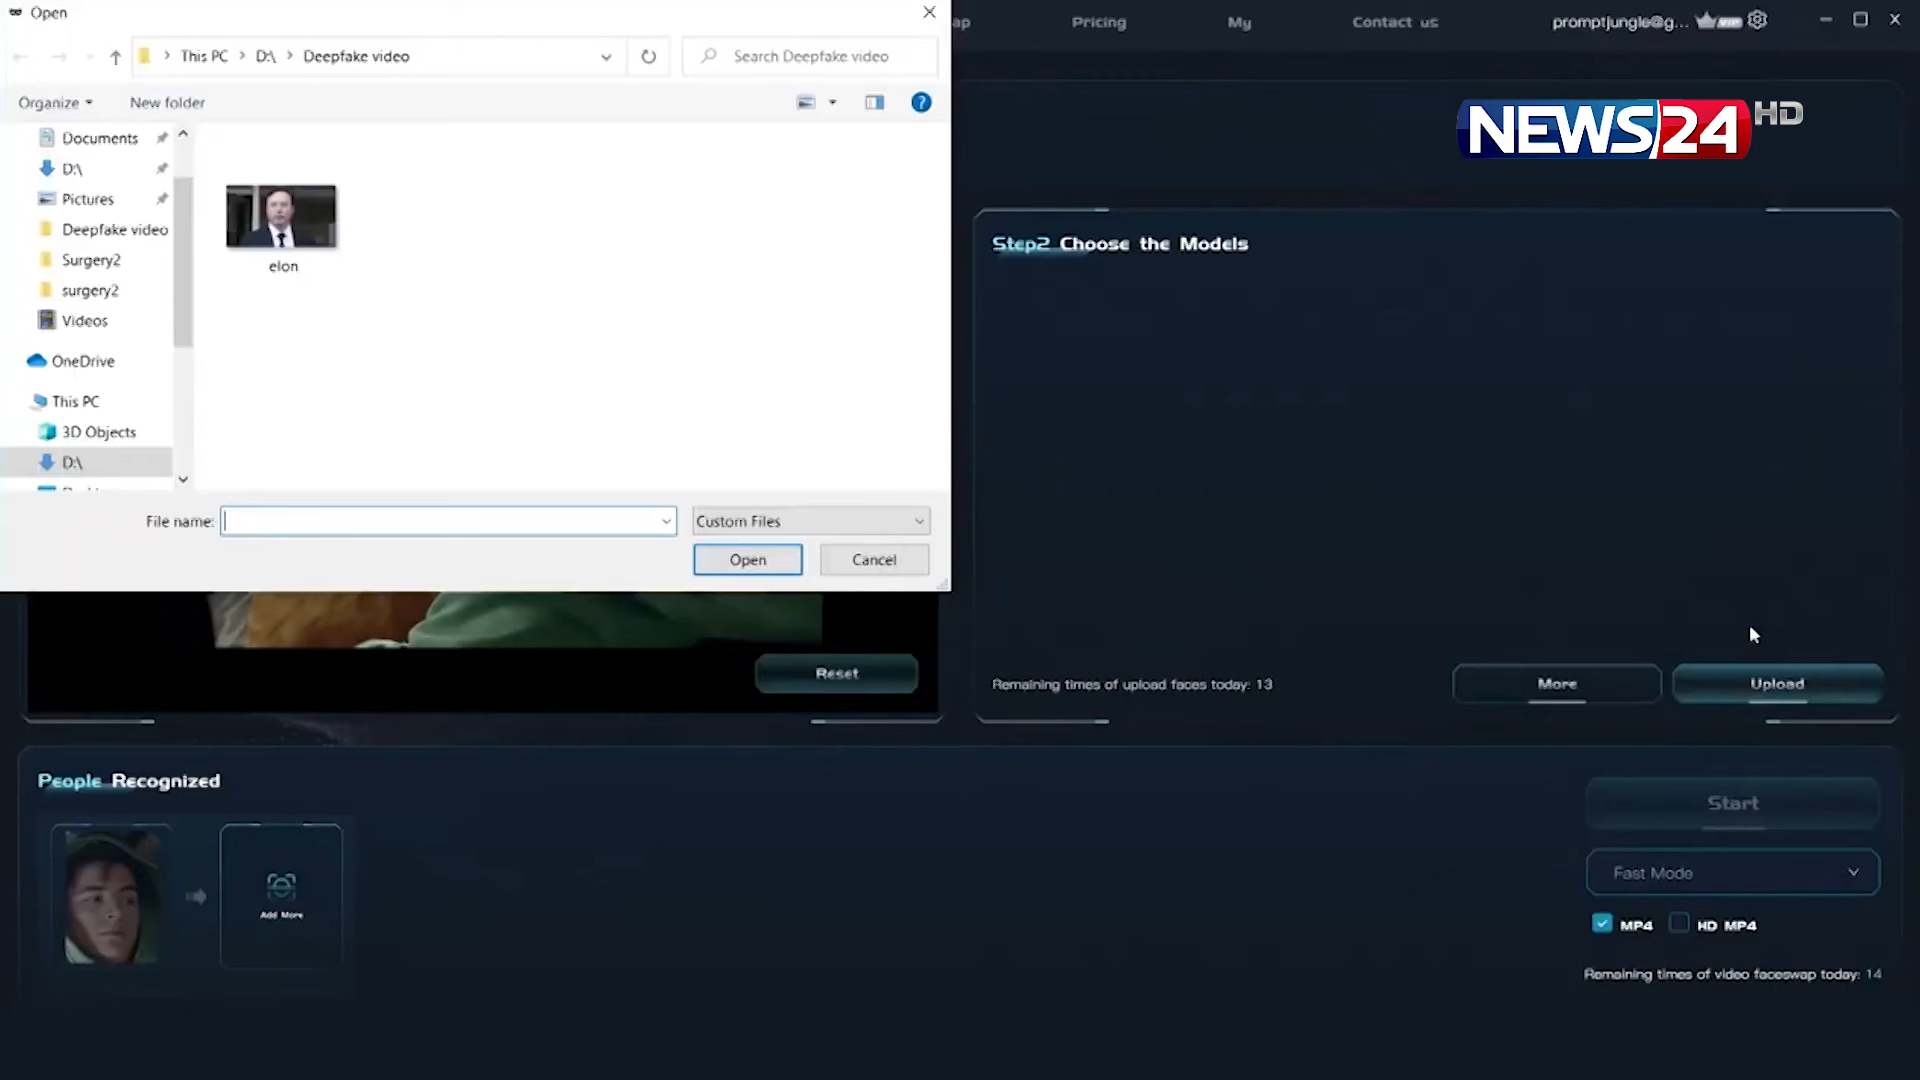 Open
This PC > D:\ > Deepfake video
Search Deepfake video
Organize
New folder
Documents
D:\
Pictures
Deepfake video
Surgery2
surgery2
Videos
OneDrive
This PC
3D Objects
D:\
elon
File name:
Custom Files
Open
Cancel
Pricing
My
Contact us
promptjungle@g...
VIP
NEWS 24 HD
Step2 Choose the Models
Reset
Remaining times of upload faces today: 13
More
Upload
People Recognized
Add More
Start
Fast Mode
MP4
HD MP4
Remaining times of video faceswap today: 14